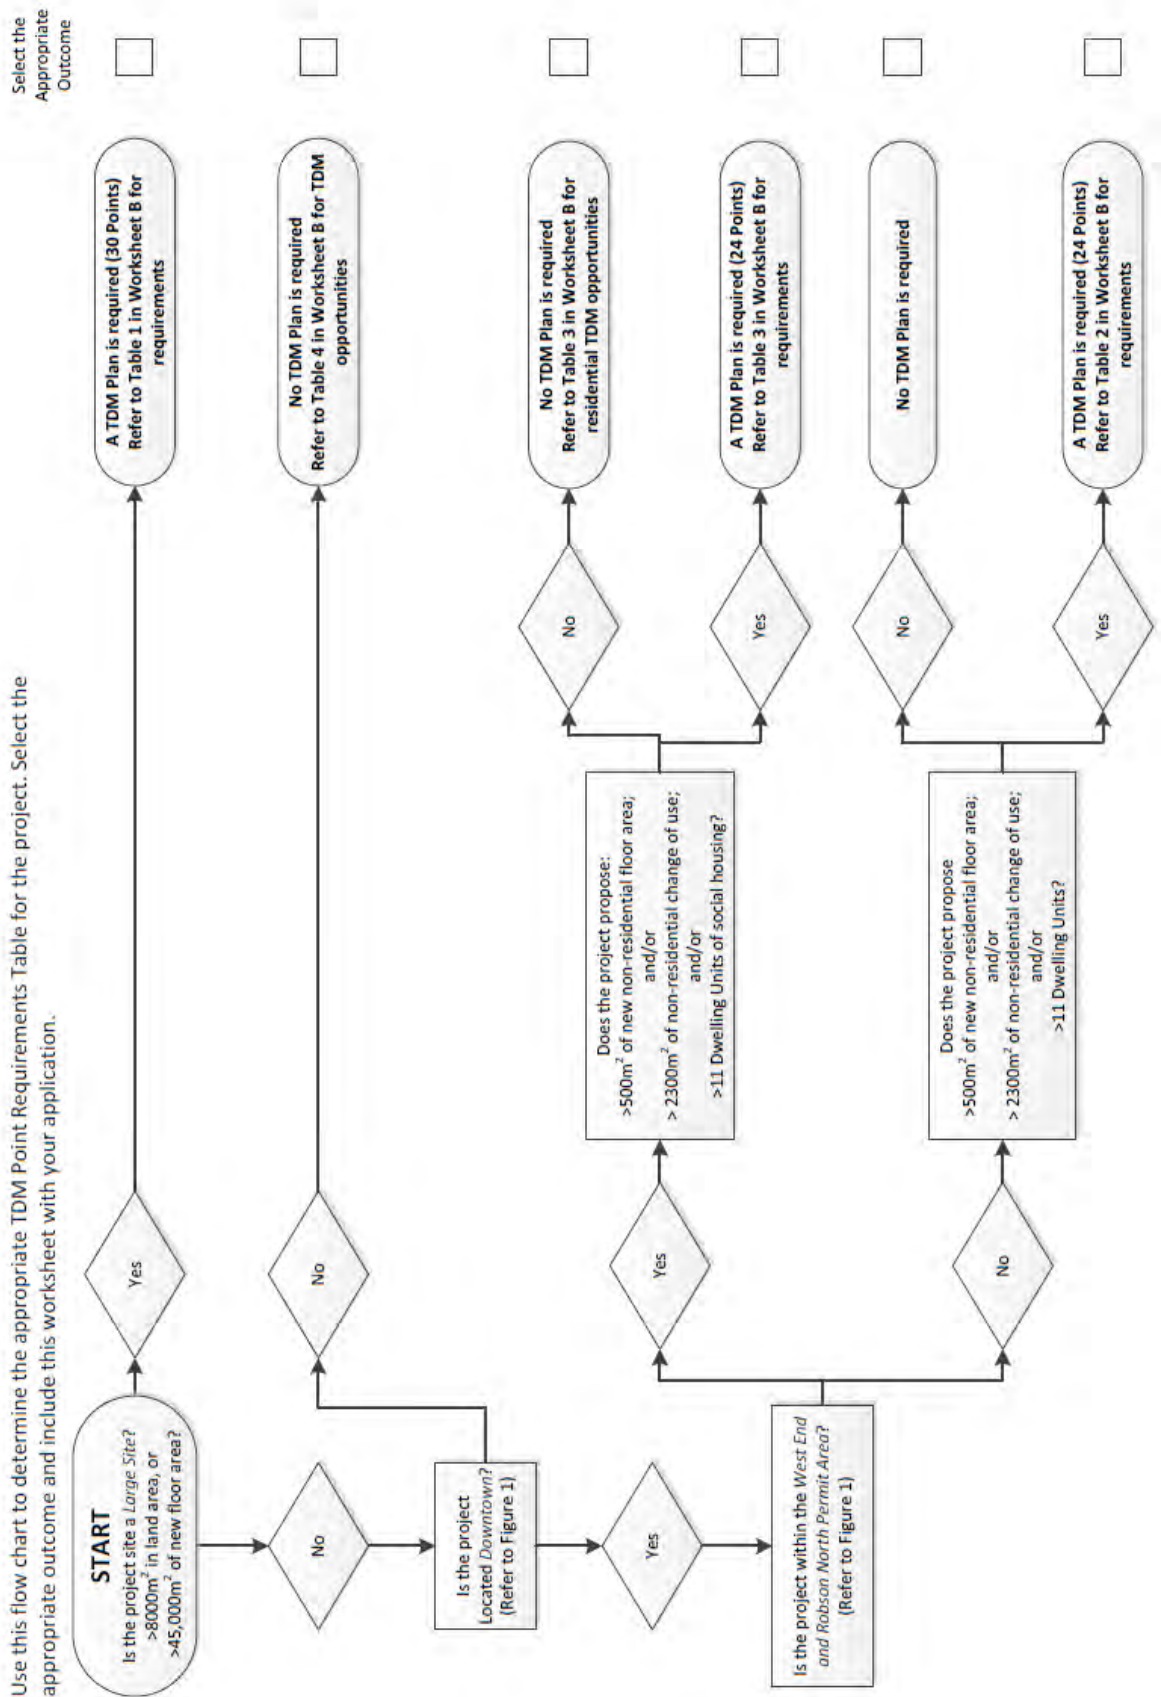 Use this flow chart to determine the appropriate TDM Point Requirements Table for the project. Select the
appropriate outcome and include this worksheet with your application.
Select the
Appropriate
Outcome
START
Is the project site a Large Site?
>8000m² in land area, or
>45,000m² of new floor area?
Yes
A TDM Plan is required (30 Points)
Refer to Table 1 in Worksheet B for
requirements
No
Is the project
Located Downtown?
(Refer to Figure 1)
No
No TDM Plan is required
Refer to Table 4 in Worksheet B for TDM
opportunities
Yes
Is the project within the West End
and Robson North Permit Area?
(Refer to Figure 1)
Yes
Does the project propose:
>500m² of new non-residential floor area;
and/or
> 2300m² of non-residential change of use;
and/or
>11 Dwelling Units of social housing?
No
No TDM Plan is required
Refer to Table 3 in Worksheet B for
residential TDM opportunities
Yes
A TDM Plan is required (24 Points)
Refer to Table 3 in Worksheet B for
requirements
No
Does the project propose
>500m² of new non-residential floor area;
and/or
> 2300m² of non-residential change of use;
and/or
>11 Dwelling Units?
No
No TDM Plan is required
Yes
A TDM Plan is required (24 Points)
Refer to Table 2 in Worksheet B for
requirements